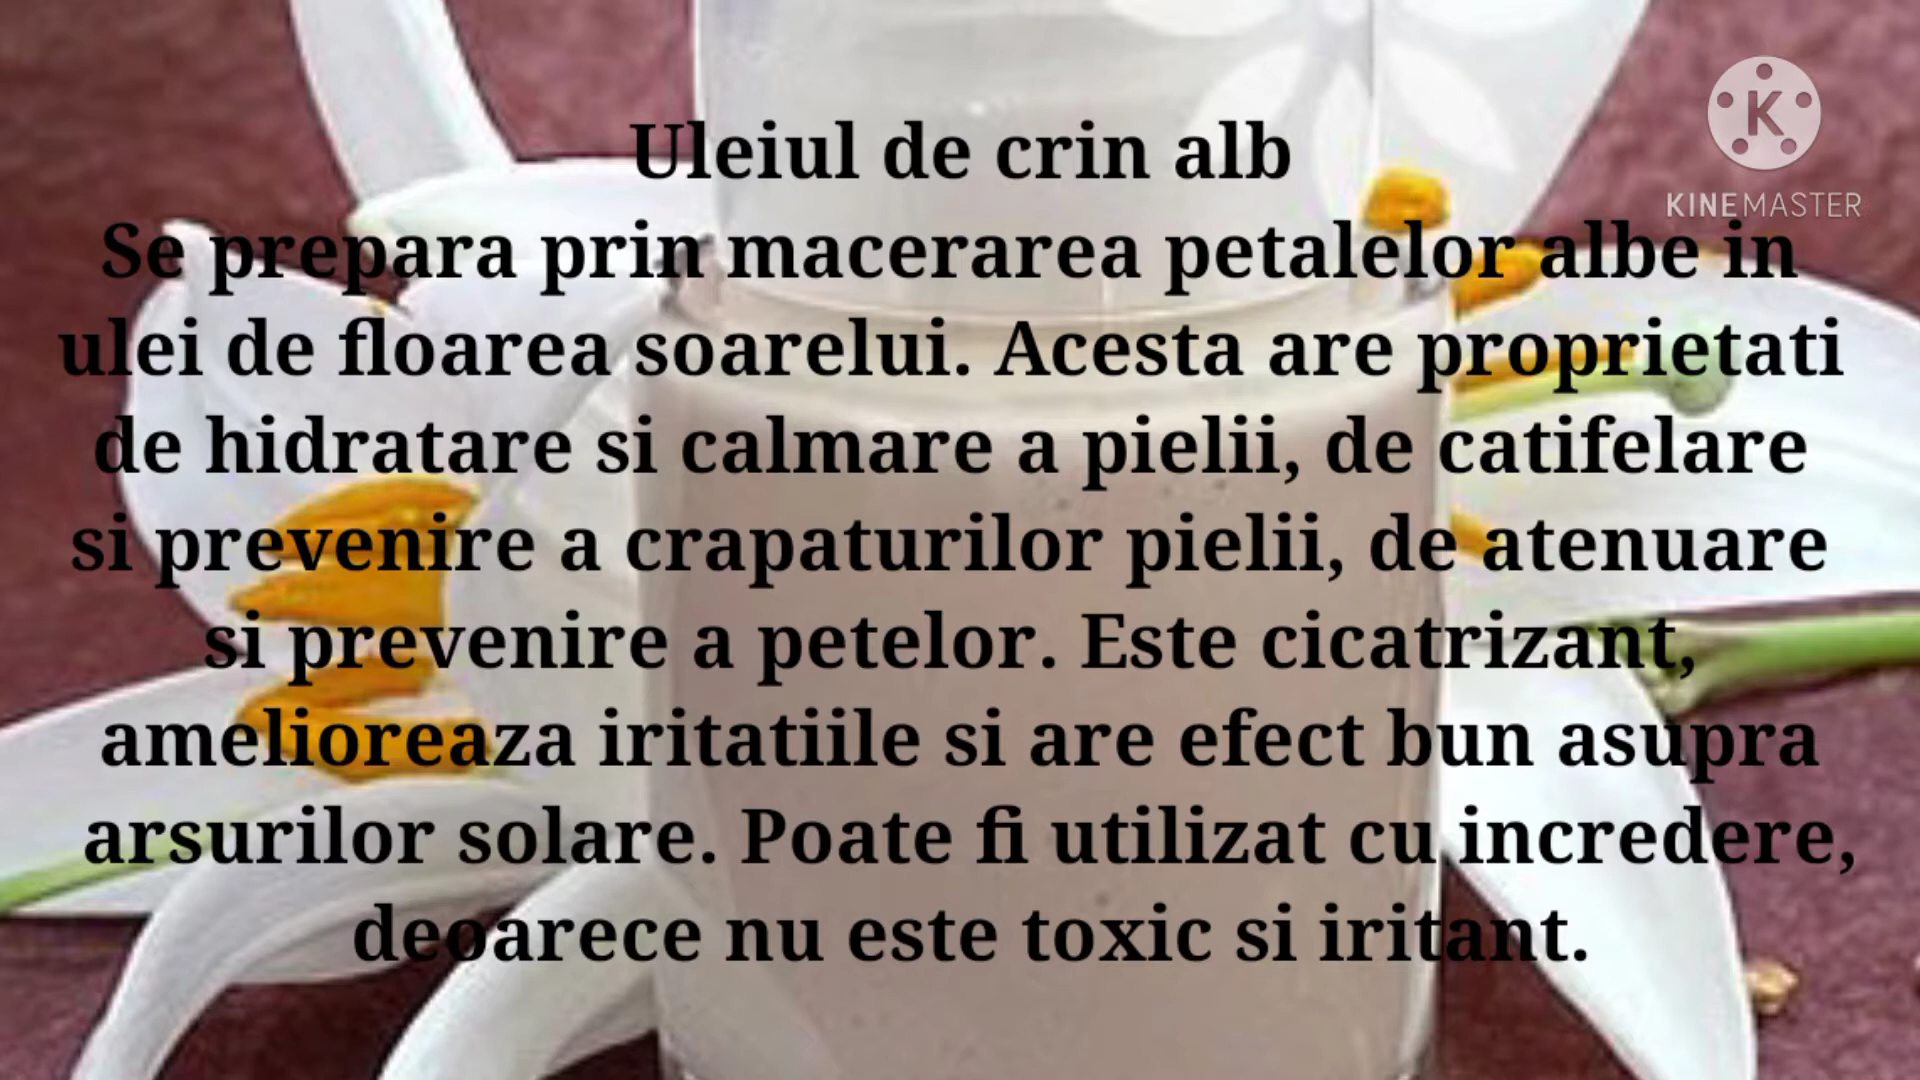 Uleiul de crin alb
KINEMASTER
Se prepara prin macerarea petalelor albe in
ulei de floarea soarelui. Acesta are proprietati
de hidratare si calmare a pielii, de catifelare
si prevenire a crapaturilor pielii, de atenuare
si prevenire a petelor. Este cicatrizant,
amelioreaza iritatiile si are efect bun asupra
arsurilor solare. Poate fi utilizat cu incredere,
deoarece nu este toxic si iritant.